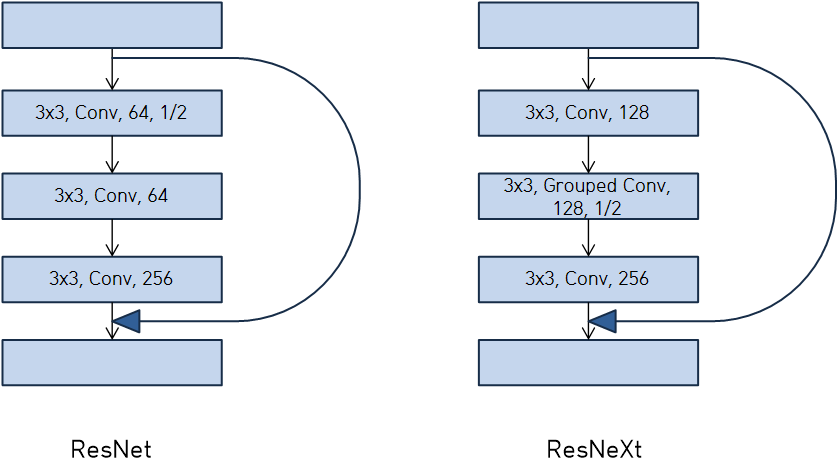 3x3, Conv, 64, 1/2
3x3, Conv, 64
3x3, Conv, 256
ResNet
3x3, Conv, 128
3x3, Grouped Conv,
128, 1/2
3x3, Conv, 256
ResNeXt